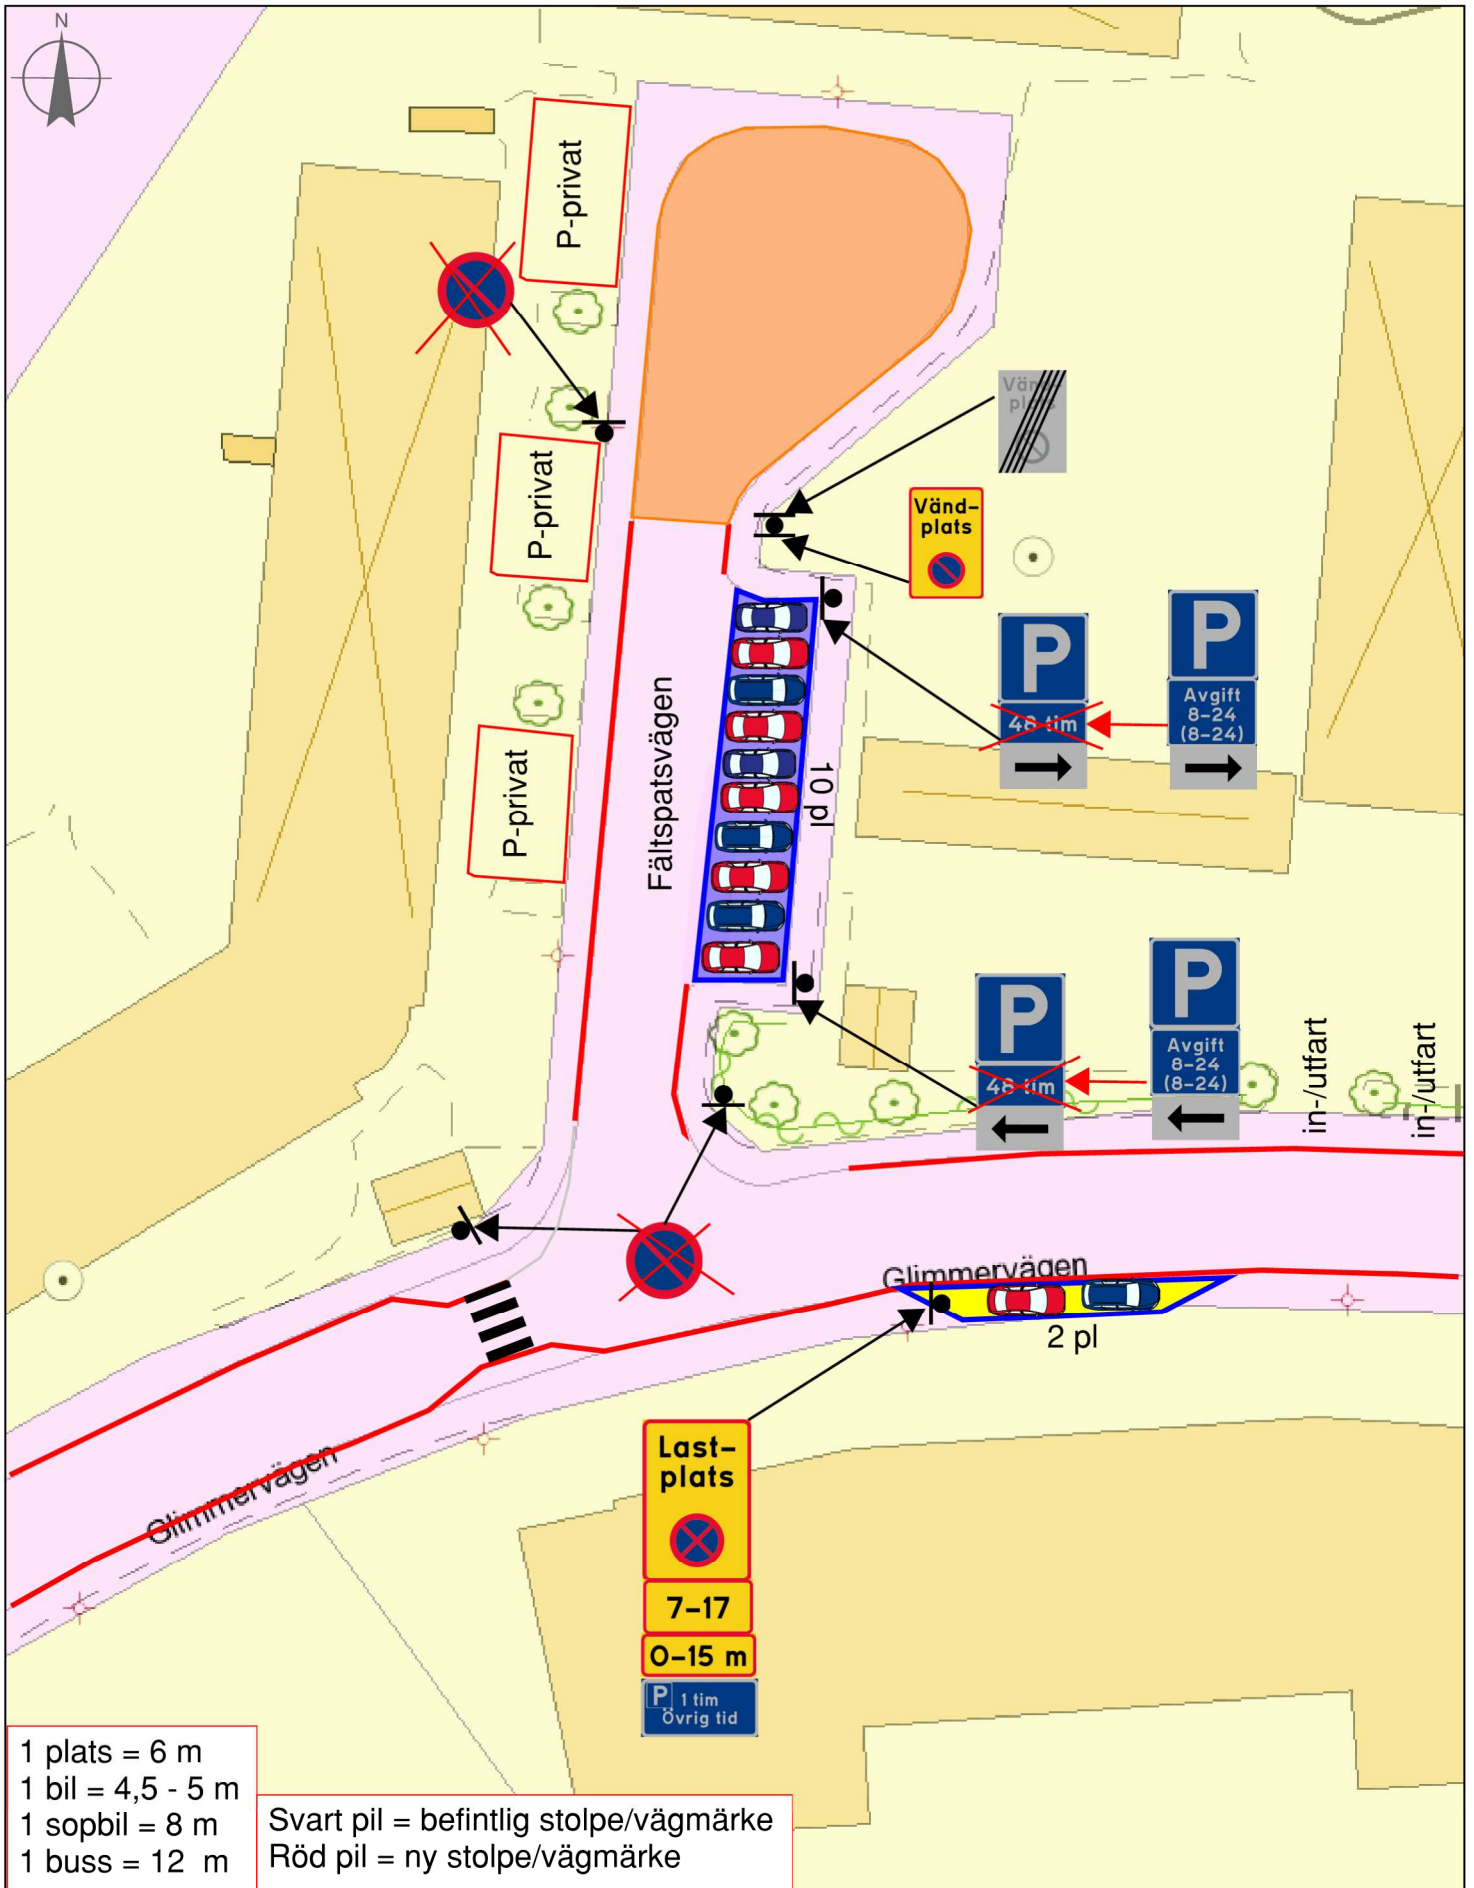 N
P-privat
Vänd-
plats
Vänd-
plats
P-privat
P
Avgift
8-24
(8-24)
P
48 tim
Fältspatsvägen
10 pl
P-privat
P
Avgift
8-24
(8-24)
P
48 tim
in-/utfart
in-/utfart
Glimmervägen
2 pl
Glimmervägen
Last-
plats
7-17
0-15 m
P 1 tim
Övrig tid
1 plats = 6 m
1 bil = 4,5 - 5 m
1 sopbil = 8 m
1 buss = 12 m
Svart pil = befintlig stolpe/vägmärke
Röd pil = ny stolpe/vägmärke